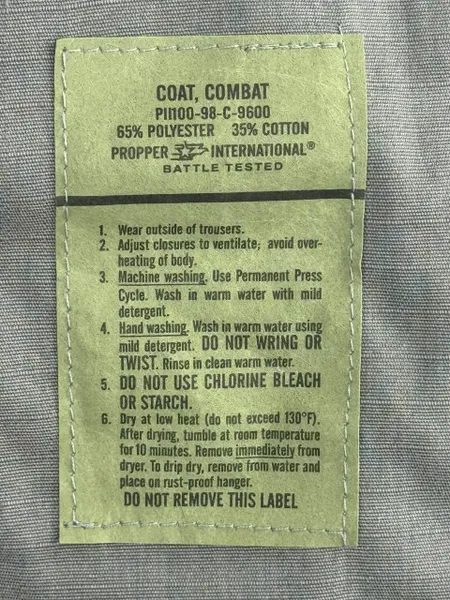 COAT, COMBAT
PI1100-98-C-9600
65% POLYESTER 35% COTTON
PROPPER INTERNATIONAL®
BATTLE TESTED
1. Wear outside of trousers.
2. Adjust closures to ventilate; avoid over-
heating of body.
3. Machine washing. Use Permanent Press
Cycle. Wash in warm water with mild
detergent.
4. Hand washing. Wash in warm water using
mild detergent. DO NOT WRING OR
TWIST. Rinse in clean warm water.
5. DO NOT USE CHLORINE BLEACH
OR STARCH.
6. Dry at low heat (do not exceed 130°F).
After drying, tumble at room temperature
for 10 minutes. Remove immediately from
dryer. To drip dry, remove from water and
place on rust-proof hanger.
DO NOT REMOVE THIS LABEL